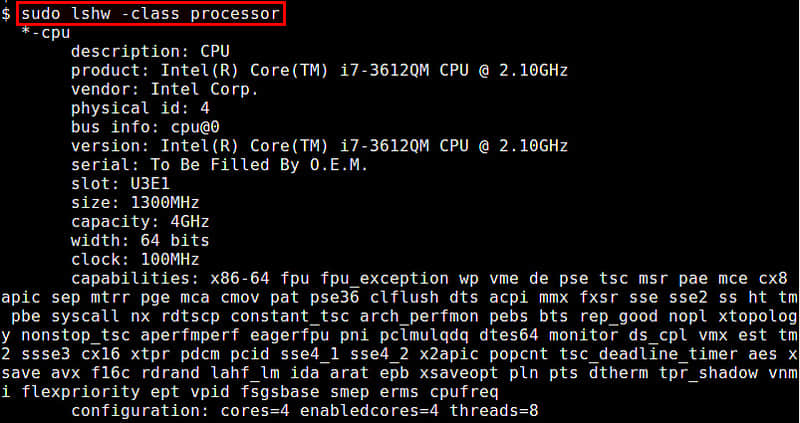 $ sudo lshw -class processor
*-cpu
description: CPU
product: Intel(R) Core(TM) i7-3612QM CPU @ 2.10GHz
vendor: Intel Corp.
physical id: 4
bus info: cpu@0
version: Intel(R) Core(TM) i7-3612QM CPU @ 2.10GHz
serial: To Be Filled By O.E.M.
slot: U3E1
size: 1300MHz
capacity: 4GHz
width: 64 bits
clock: 100MHz
capabilities: x86-64 fpu fpu_exception wp vme de pse tsc msr pae mce cx8
apic sep mtrr pge mca cmov pat pse36 clflush dts acpi mmx fxsr sse sse2 ss ht tm
pbe syscall nx rdtscp constant_tsc arch_perfmon pebs bts rep_good nopl xtopolog
y nonstop_tsc aperfmperf eagerfpu pni pclmulqdq dtes64 monitor ds_cpl vmx est tm
2 ssse3 cx16 xtpr pdcm pcid sse4_1 sse4_2 x2apic popcnt tsc_deadline_timer aes x
save avx f16c rdrand lahf_lm ida arat epb xsaveopt pln pts dtherm tpr_shadow vnm
i flexpriority ept vpid fsgsbase smep erms cpufreq
configuration: cores=4 enabledcores=4 threads=8